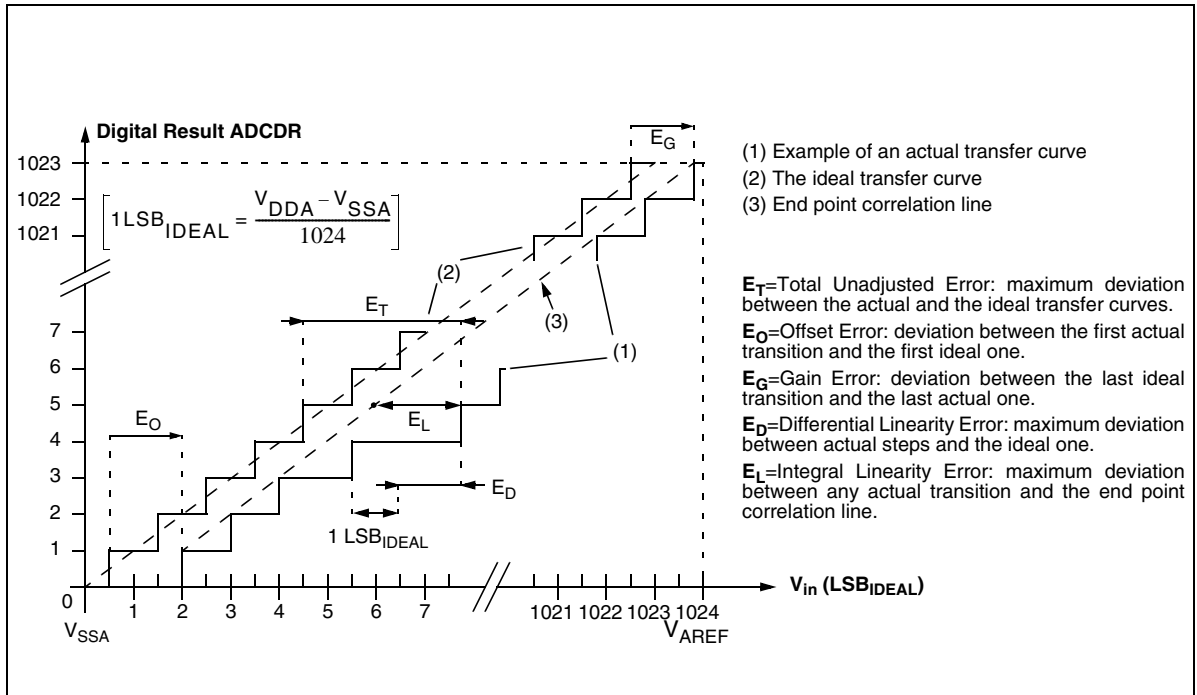 Digital Result ADCDR
1023
1022
1021
1LSB_IDEAL = (V_DDA – V_SSA) / 1024
7
6
5
4
3
2
1
0
E_G
(2)
E_T
(3)
(1)
E_O
E_L
E_D
1 LSB_IDEAL
1 2 3 4 5 6 7 1021 1022 1023 1024
V_in (LSB_IDEAL)
V_SSA
V_AREF
(1) Example of an actual transfer curve
(2) The ideal transfer curve
(3) End point correlation line
E_T=Total Unadjusted Error: maximum deviation
between the actual and the ideal transfer curves.
E_O=Offset Error: deviation between the first actual
transition and the first ideal one.
E_G=Gain Error: deviation between the last ideal
transition and the last actual one.
E_D=Differential Linearity Error: maximum deviation
between actual steps and the ideal one.
E_L=Integral Linearity Error: maximum deviation
between any actual transition and the end point
correlation line.